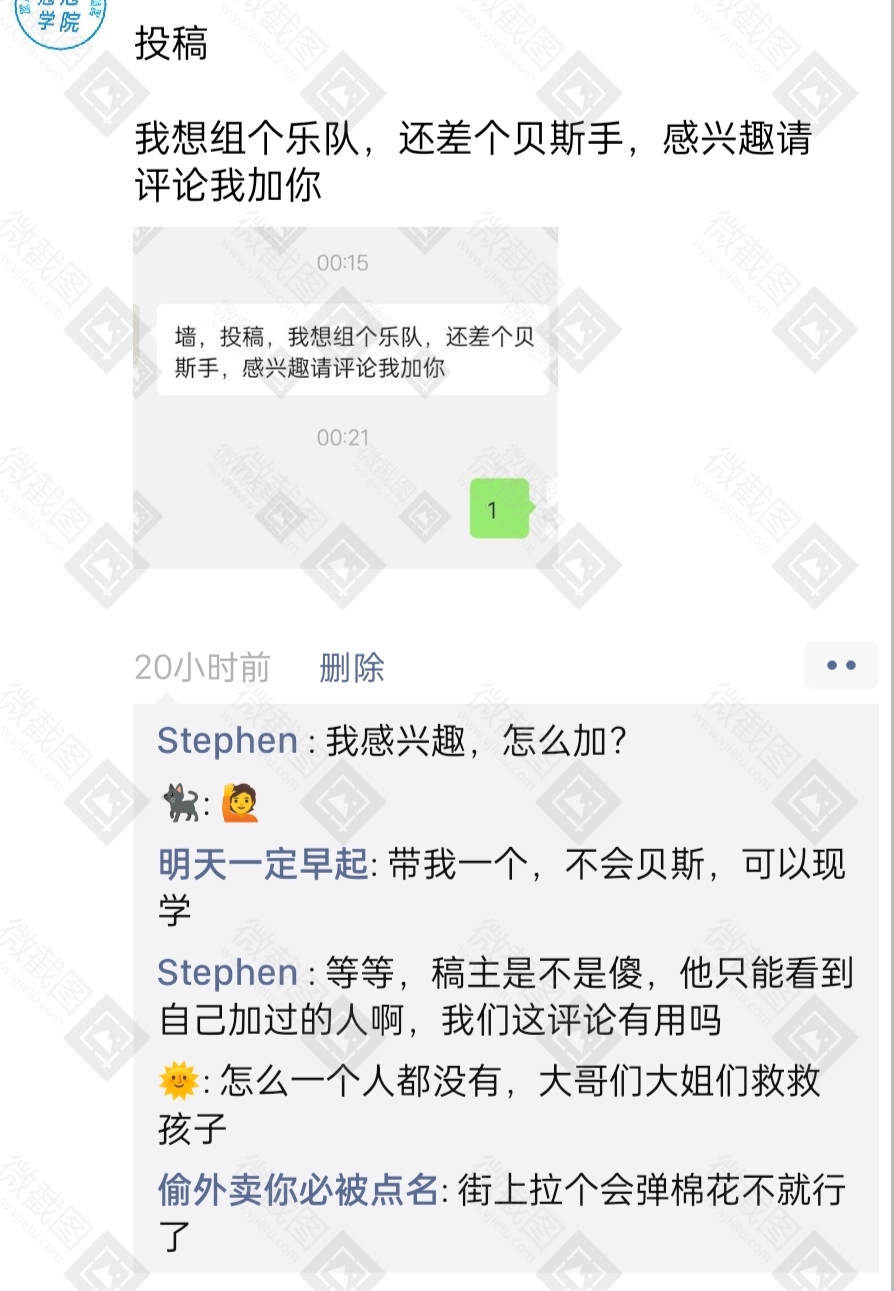 学院
投稿
我想组个乐队，还差个贝斯手，感兴趣请
评论我加你
00:15
墙，投稿，我想组个乐队，还差个贝
斯手，感兴趣请评论我加你
00:21
1
20小时前 删除
Stephen : 我感兴趣，怎么加？
🐈‍⬛: 🙋
明天一定早起: 带我一个，不会贝斯，可以现
学
Stephen : 等等，稿主是不是傻，他只能看到
自己加过的人啊，我们这评论有用吗
🌞: 怎么一个人都没有，大哥们大姐们救救
孩子
偷外卖你必被点名: 街上拉个会弹棉花不就行
了
微截图
www.vjietu.com